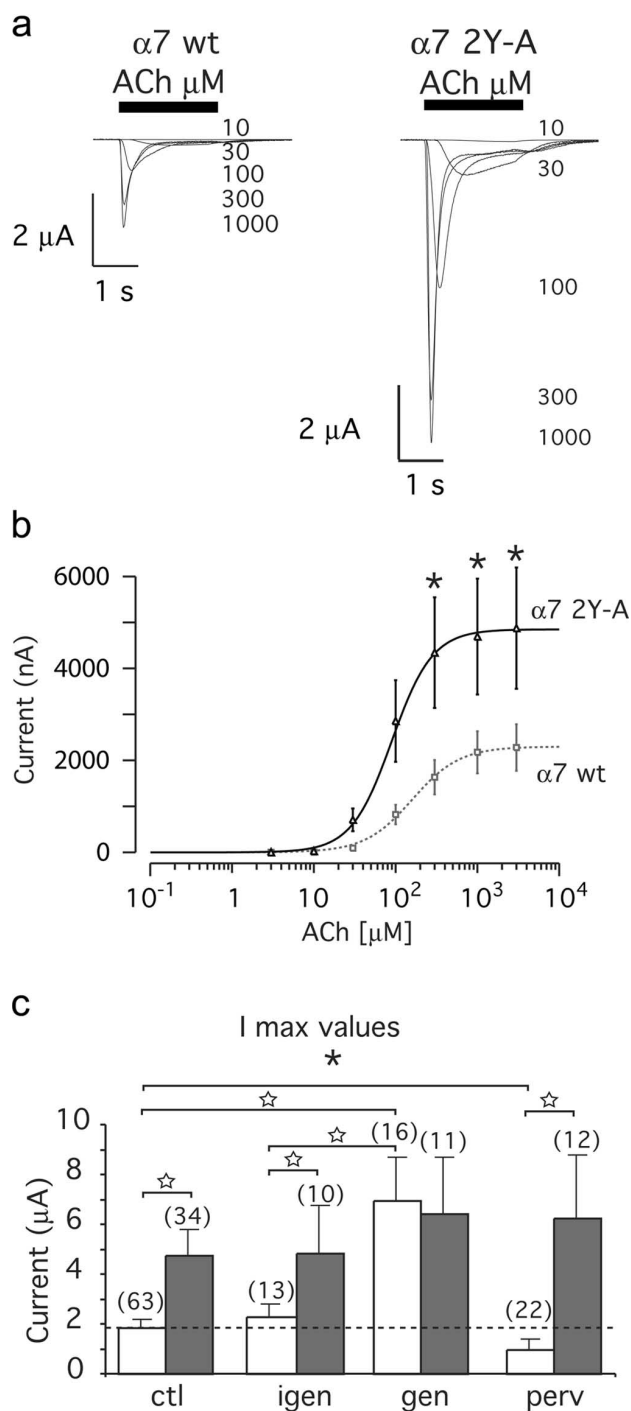 a
α7 wt
ACh μM
10
30
100
300
1000
2 μA
1 s
α7 2Y-A
ACh μM
10
30
100
300
1000
2 μA
1 s
b
6000
4000
2000
0
Current (nA)
* * *
α7 2Y-A
α7 wt
10-1 1 10 102 103 104
ACh [μM]
c
I max values
*
☆
☆
☆
☆
☆
10
8
6
4
2
0
Current (μA)
(63) (34) (13) (10) (16) (11) (22) (12)
ctl igen gen perv